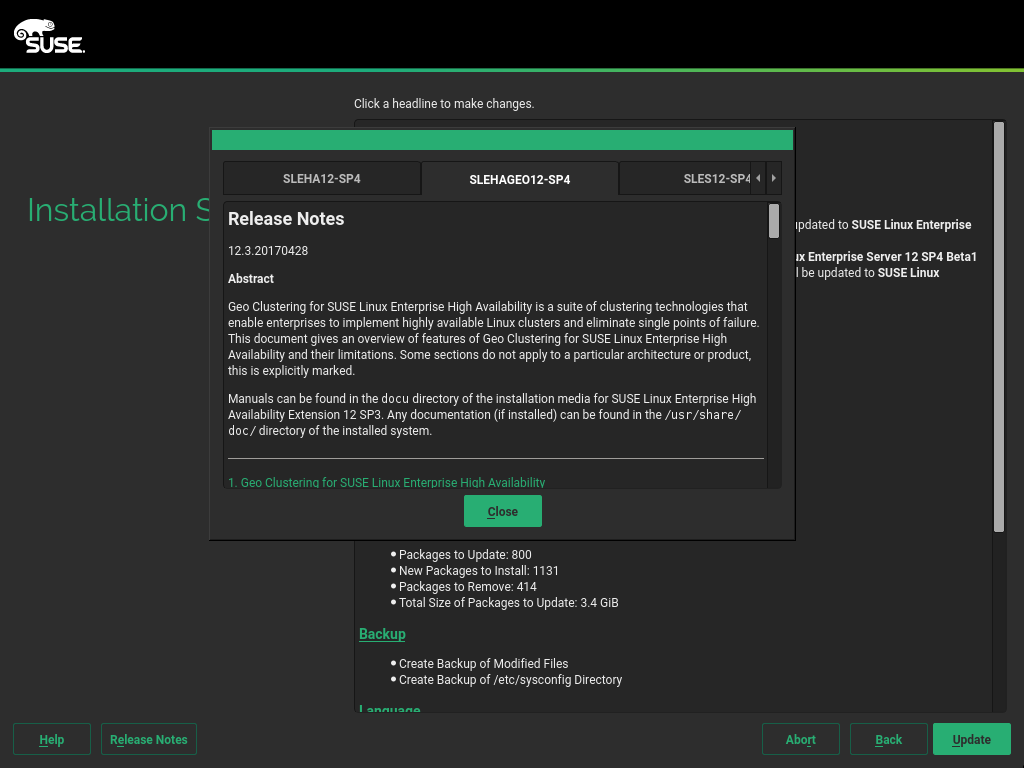 SUSE
Click a headline to make changes.
Installation S
SLEHA12-SP4
SLEHAGEO12-SP4
SLES12-SP4
Release Notes
12.3.20170428
Abstract
Geo Clustering for SUSE Linux Enterprise High Availability is a suite of clustering technologies that
enable enterprises to implement highly available Linux clusters and eliminate single points of failure.
This document gives an overview of features of Geo Clustering for SUSE Linux Enterprise High
Availability and their limitations. Some sections do not apply to a particular architecture or product,
this is explicitly marked.
Manuals can be found in the docu directory of the installation media for SUSE Linux Enterprise High
Availability Extension 12 SP3. Any documentation (if installed) can be found in the /usr/share/
doc/ directory of the installed system.
1. Geo Clustering for SUSE Linux Enterprise High Availability
Close
updated to SUSE Linux Enterprise
ux Enterprise Server 12 SP4 Beta1
ll be updated to SUSE Linux
Packages to Update: 800
New Packages to Install: 1131
Packages to Remove: 414
Total Size of Packages to Update: 3.4 GiB
Backup
Create Backup of Modified Files
Create Backup of /etc/sysconfig Directory
Language
Help
Release Notes
Abort
Back
Update